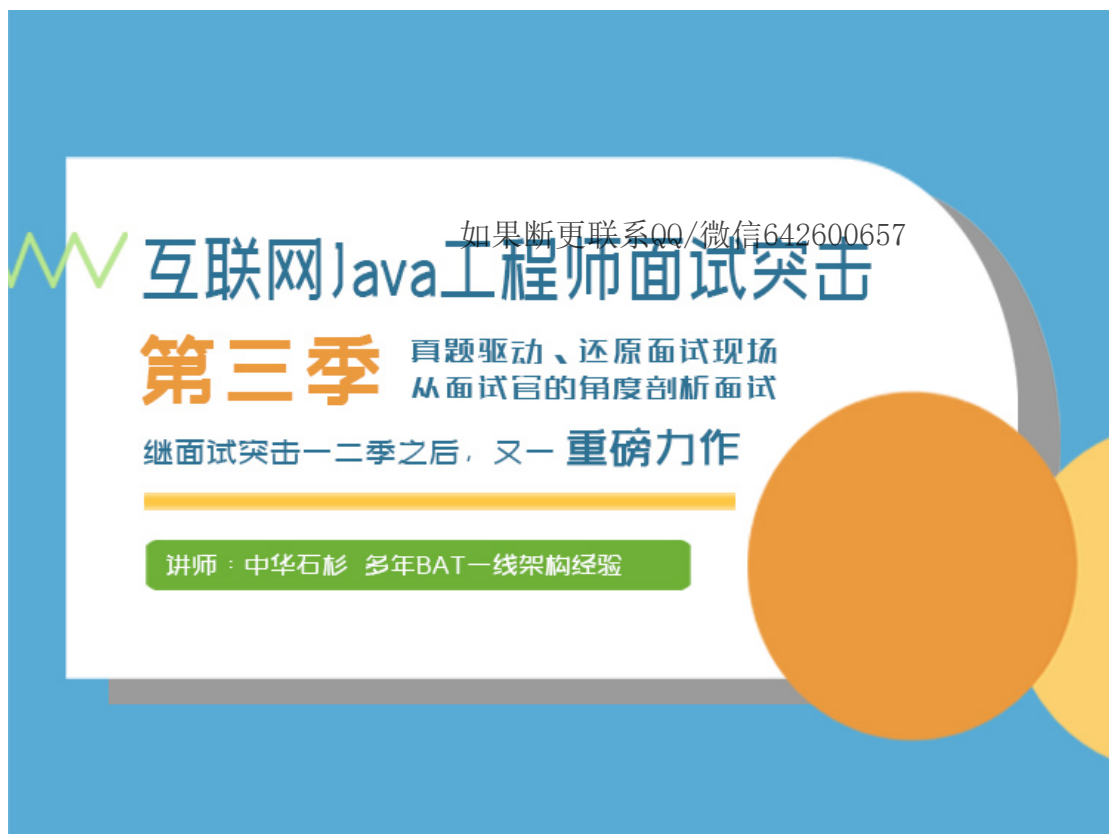 如果断更联系QQ/微信642600657
互联网Java工程师面试突击
第三季
真题驱动、还原面试现场
从面试官的角度剖析面试
继面试突击一二季之后，又一 重磅力作
讲师：中华石杉 多年BAT一线架构经验